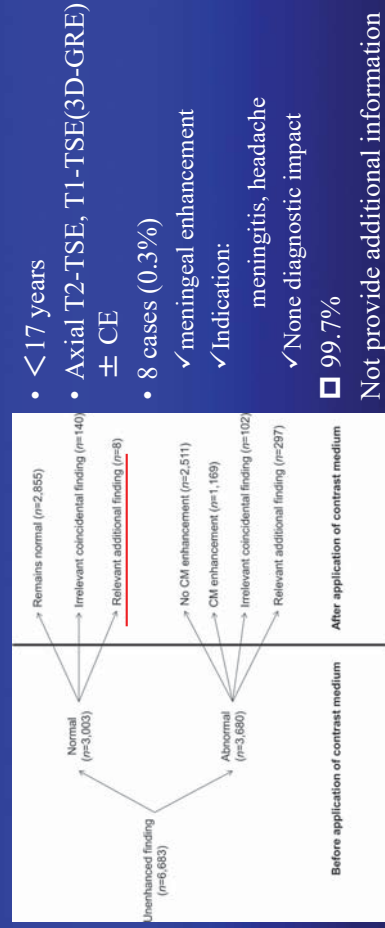 • <17 years
• Axial T2-TSE, T1-TSE(3D-GRE)
± CE
• 8 cases (0.3%)
✓meningeal enhancement
✓Indication:
meningitis, headache
✓None diagnostic impact
❑ 99.7%
Not provide additional information
Unenhanced finding
(n=6,683)
Normal
(n=3,003)
Abnormal
(n=3,680)
Remains normal (n=2,855)
Irrelevant coincidental finding (n=140)
Relevant additional finding (n=8)
No CM enhancement (n=2,511)
CM enhancement (n=1,169)
Irrelevant coincidental finding (n=102)
Relevant additional finding (n=297)
Before application of contrast medium
After application of contrast medium